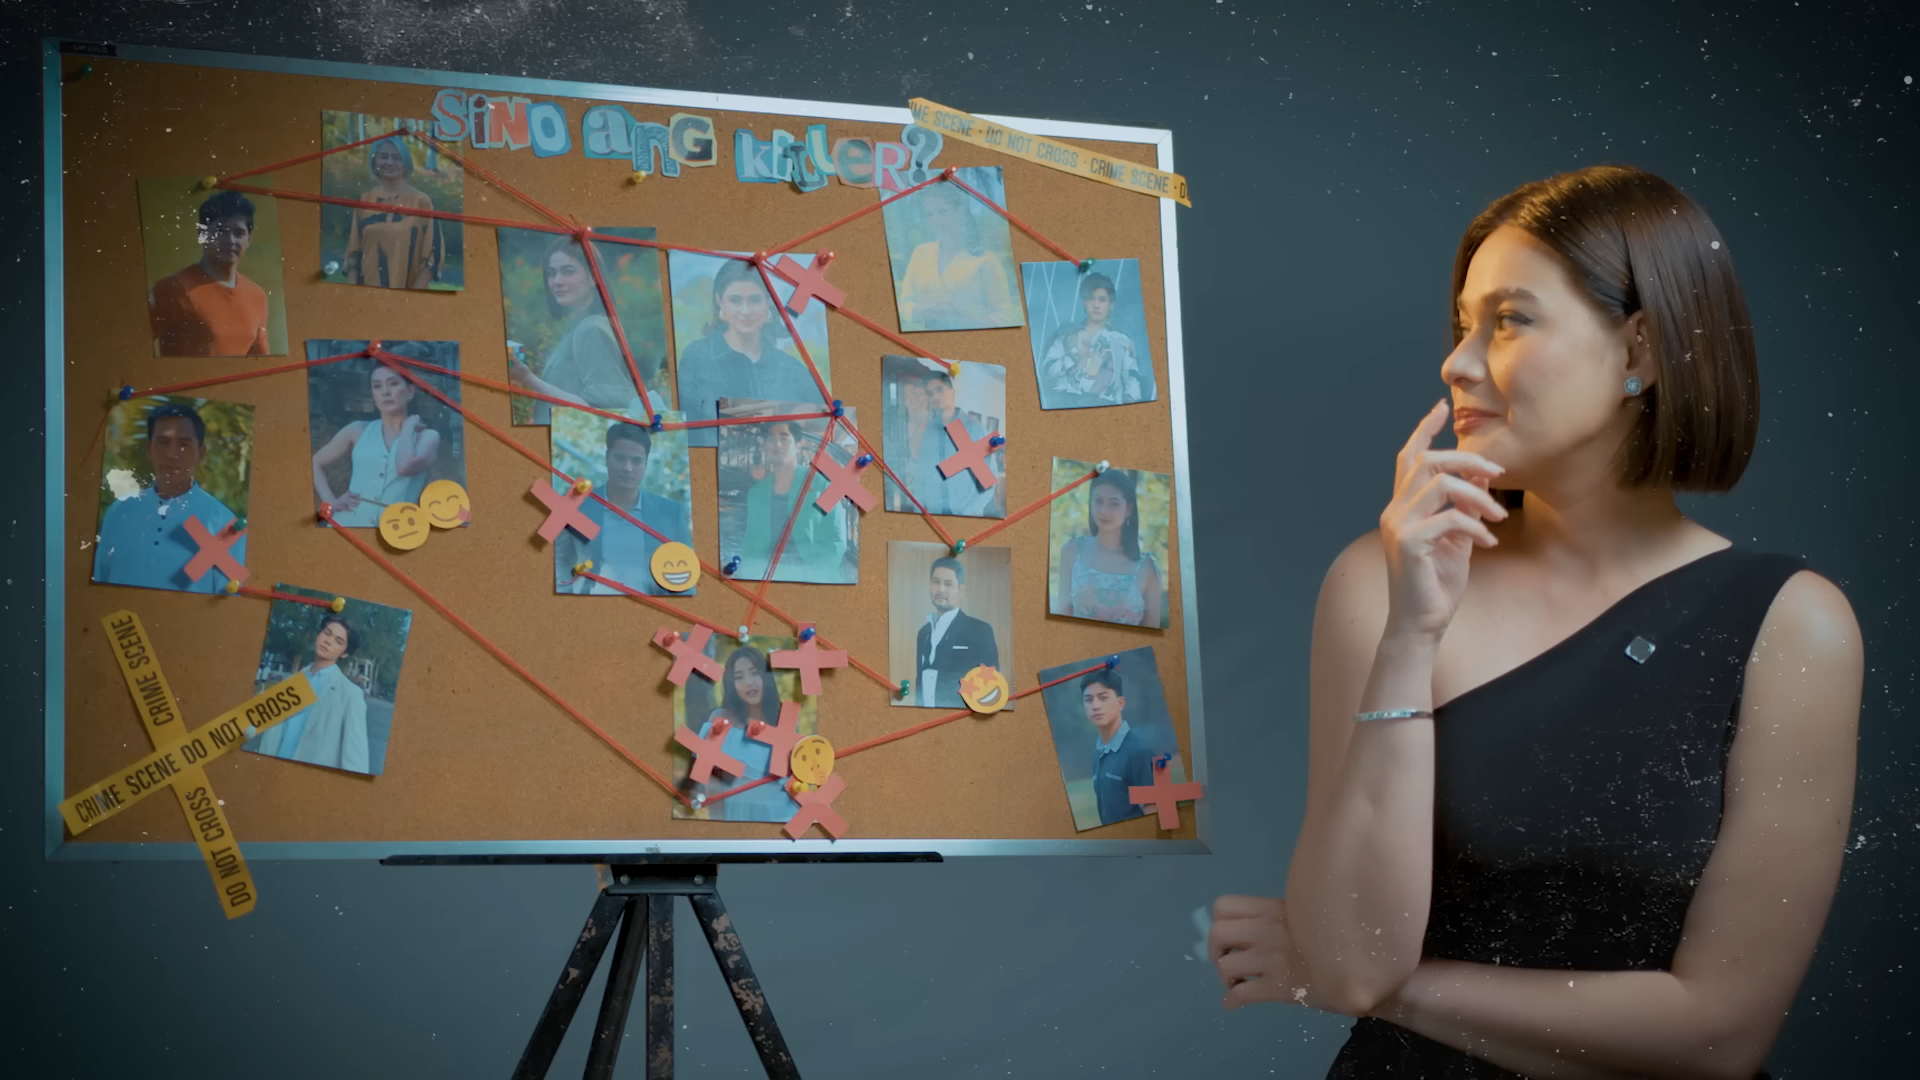 SiNO aNG KiLLeR?
ME SCENE · DO NOT CROSS · CRIME SCENE · D
CRIME SCENE
CRIME SCENE DO NOT CROSS
DO NOT CROSS